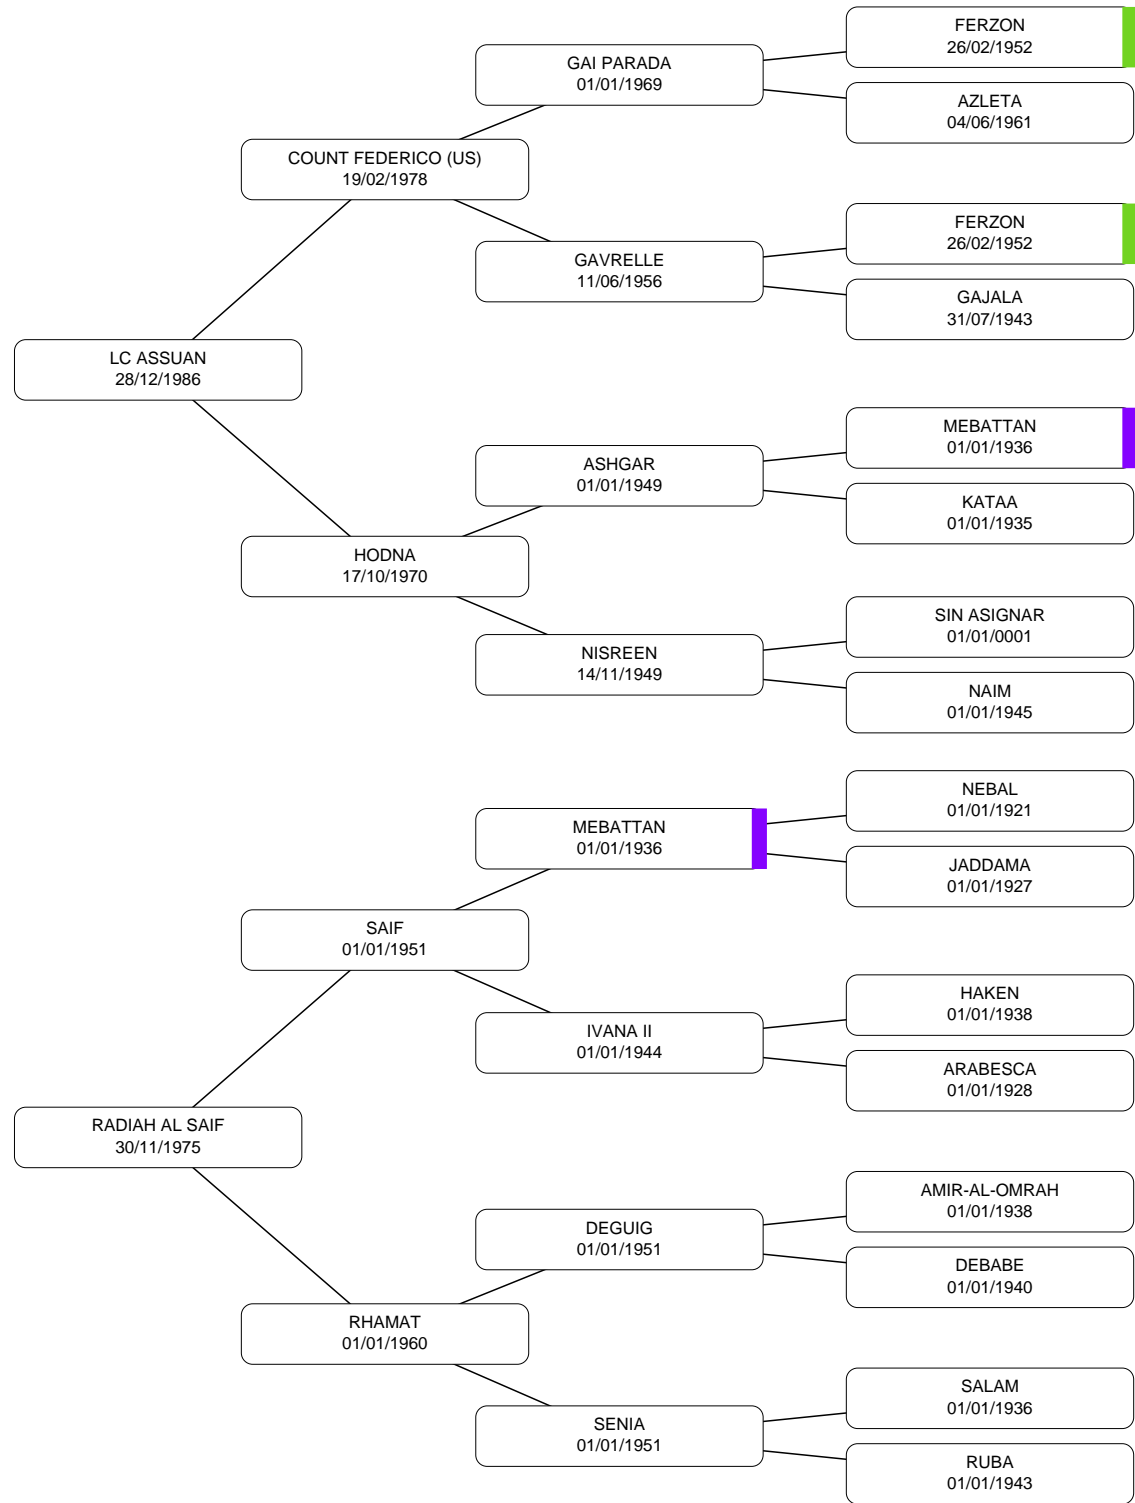 FERZON
26/02/1952
GAI PARADA
01/01/1969
AZLETA
04/06/1961
COUNT FEDERICO (US)
19/02/1978
FERZON
26/02/1952
GAVRELLE
11/06/1956
GAJALA
31/07/1943
LC ASSUAN
28/12/1986
MEBATTAN
01/01/1936
ASHGAR
01/01/1949
KATAA
01/01/1935
HODNA
17/10/1970
SIN ASIGNAR
01/01/0001
NISREEN
14/11/1949
NAIM
01/01/1945
NEBAL
01/01/1921
MEBATTAN
01/01/1936
JADDAMA
01/01/1927
SAIF
01/01/1951
HAKEN
01/01/1938
IVANA II
01/01/1944
ARABESCA
01/01/1928
RADIAH AL SAIF
30/11/1975
AMIR-AL-OMRAH
01/01/1938
DEGUIG
01/01/1951
DEBABE
01/01/1940
RHAMAT
01/01/1960
SALAM
01/01/1936
SENIA
01/01/1951
RUBA
01/01/1943